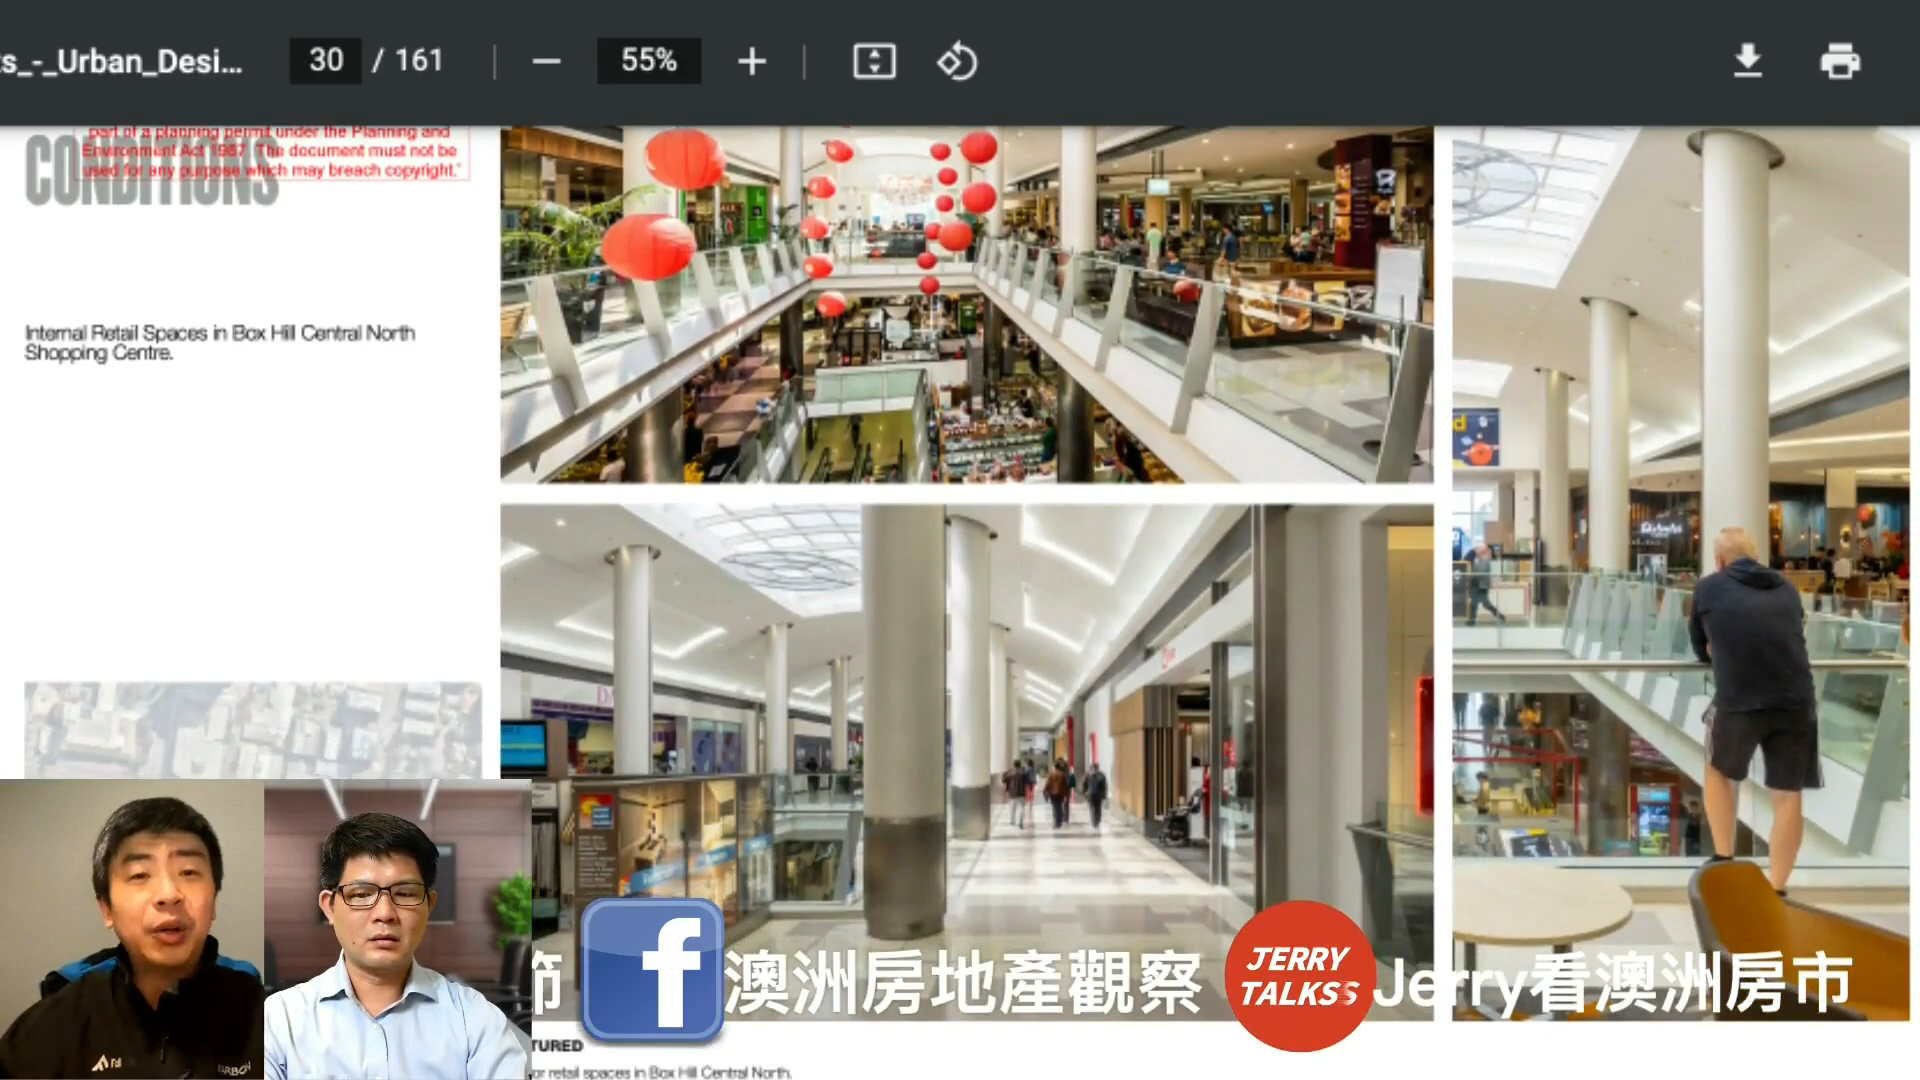 s_-_Urban_Desi...
30 / 161
55%
part of a planning permit under the Planning and
Environment Act 1987. The document must not be
used for any purpose which may breach copyright."
CONDITIONS
Internal Retail Spaces in Box Hill Central North
Shopping Centre.
節
f
澳洲房地產觀察
JERRY
TALKS
Jerry看澳洲房市
TURED
or retail spaces in Box Hill Central North.